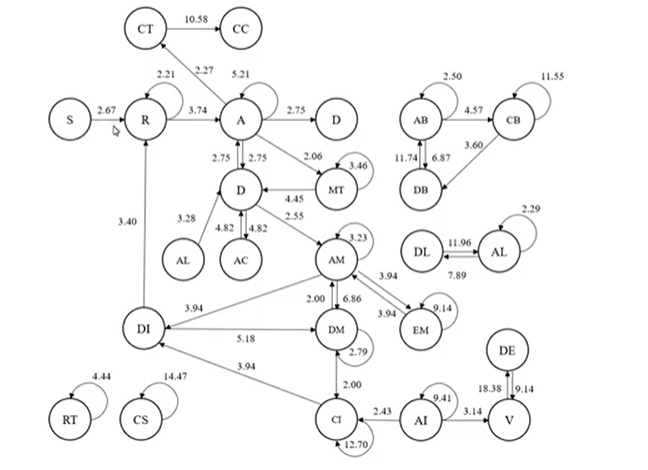 10.58
CT CC
2.27
2.21 5.21 2.50 11.55
S 2.67 R 3.74 A 2.75 D AB 4.57 CB
2.75 2.75 2.06 3.46 11.74 6.87 3.60
D 4.45 MT DB
3.28 2.55 2.29
3.40 4.82 4.82 3.23 DL 11.96 AL
AL AC AM 7.89
3.94
3.94 2.00 6.86 3.94 9.14
DI 5.18 DM EM
2.79 DE
3.94
4.44 14.47 2.00 9.41 18.38 9.14
RT CS CI 2.43 AI 3.14 V
12.70